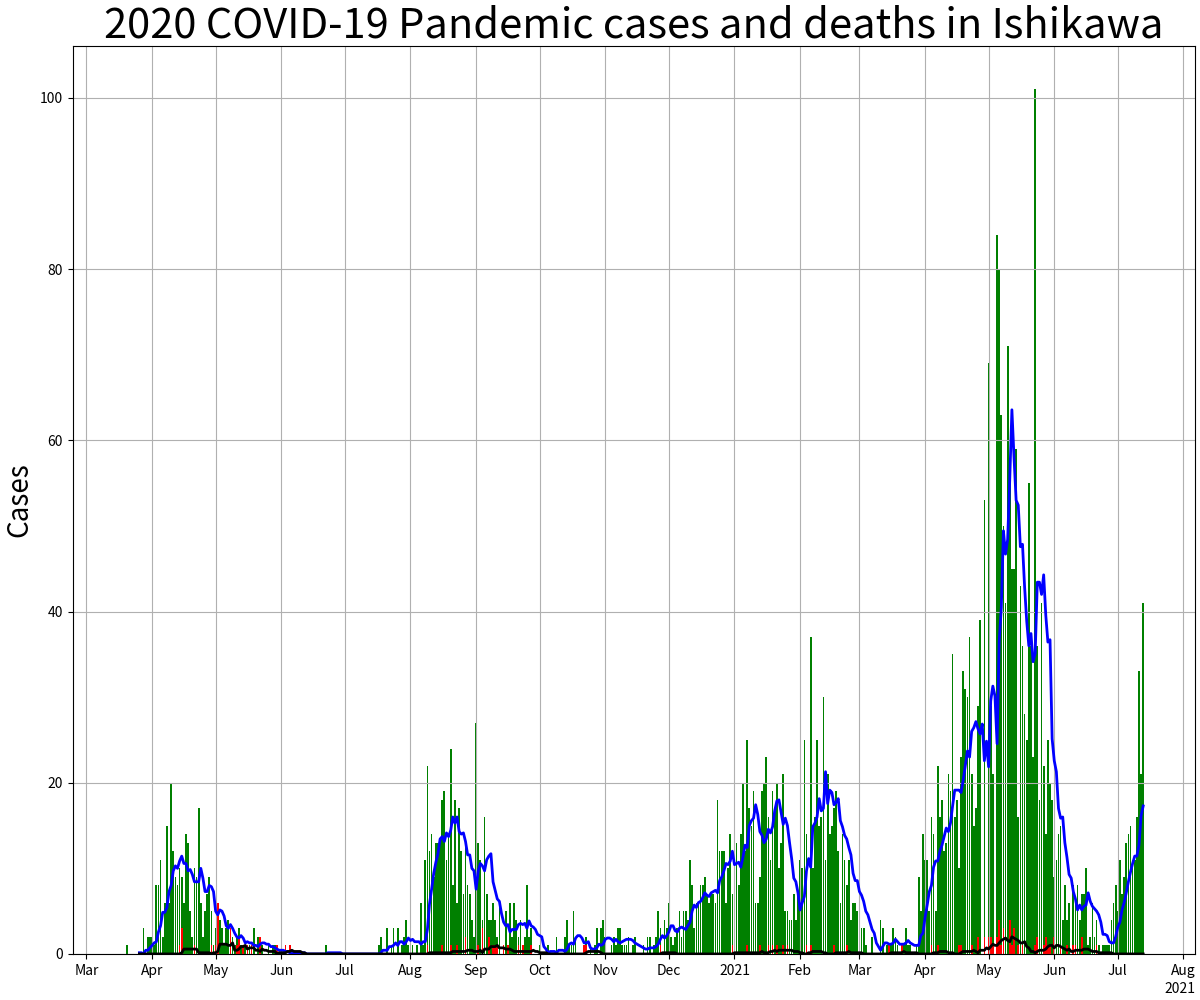 2020 COVID-19 Pandemic cases and deaths in Ishikawa
100
80
60
40
20
0
Cases
Mar Apr May Jun Jul Aug Sep Oct Nov Dec 2021 Feb Mar Apr May Jun Jul Aug
2021